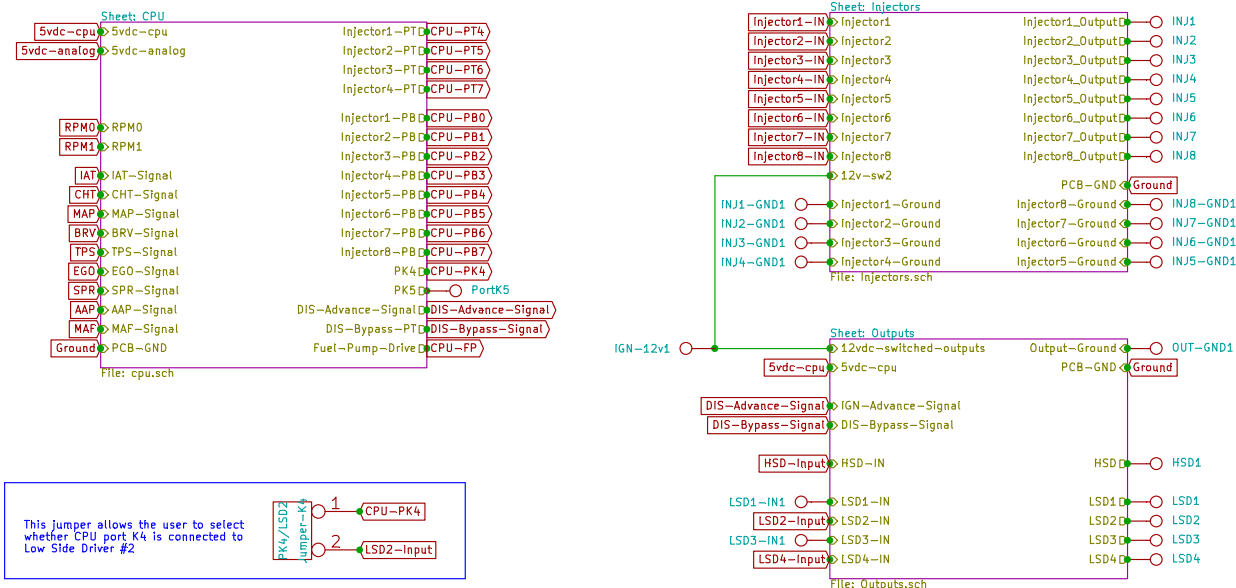 Sheet: CPU
5vdc-cpu 5vdc-cpu Injector1-PT CPU-PT4
5vdc-analog 5vdc-analog Injector2-PT CPU-PT5
Injector3-PT CPU-PT6
Injector4-PT CPU-PT7
Injector1-PB CPU-PB0
RPM0 RPM0 Injector2-PB CPU-PB1
RPM1 RPM1 Injector3-PB CPU-PB2
IAT IAT-Signal Injector4-PB CPU-PB3
CHT CHT-Signal Injector5-PB CPU-PB4
MAP MAP-Signal Injector6-PB CPU-PB5
BRV BRV-Signal Injector7-PB CPU-PB6
TPS TPS-Signal Injector8-PB CPU-PB7
EGO EGO-Signal PK4 CPU-PK4
SPR SPR-Signal PK5 PortK5
AAP AAP-Signal DIS-Advance-Signal DIS-Advance-Signal
MAF MAF-Signal DIS-Bypass-PT DIS-Bypass-Signal
Ground PCB-GND Fuel-Pump-Drive CPU-FP
File: cpu.sch
Sheet: Injectors
Injector1-IN Injector1 Injector1_Output INJ1
Injector2-IN Injector2 Injector2_Output INJ2
Injector3-IN Injector3 Injector3_Output INJ3
Injector4-IN Injector4 Injector4_Output INJ4
Injector5-IN Injector5 Injector5_Output INJ5
Injector6-IN Injector6 Injector6_Output INJ6
Injector7-IN Injector7 Injector7_Output INJ7
Injector8-IN Injector8 Injector8_Output INJ8
12v-sw2
PCB-GND Ground
INJ1-GND1 Injector1-Ground Injector8-Ground INJ8-GND1
INJ2-GND1 Injector2-Ground Injector7-Ground INJ7-GND1
INJ3-GND1 Injector3-Ground Injector6-Ground INJ6-GND1
INJ4-GND1 Injector4-Ground Injector5-Ground INJ5-GND1
File: Injectors.sch
Sheet: Outputs
IGN-12v1 12vdc-switched-outputs Output-Ground OUT-GND1
5vdc-cpu 5vdc-cpu PCB-GND Ground
DIS-Advance-Signal IGN-Advance-Signal
DIS-Bypass-Signal DIS-Bypass-Signal
HSD-Input HSD-IN HSD HSD1
LSD1-IN1 LSD1-IN LSD1 LSD1
LSD2-Input LSD2-IN LSD2 LSD2
LSD3-IN1 LSD3-IN LSD3 LSD3
LSD4-Input LSD4-IN LSD4 LSD4
File: Outputs.sch
This jumper allows the user to select
whether CPU port K4 is connected to
Low Side Driver #2
PK4/LSD2
Jumper-K4
1 CPU-PK4
2 LSD2-Input